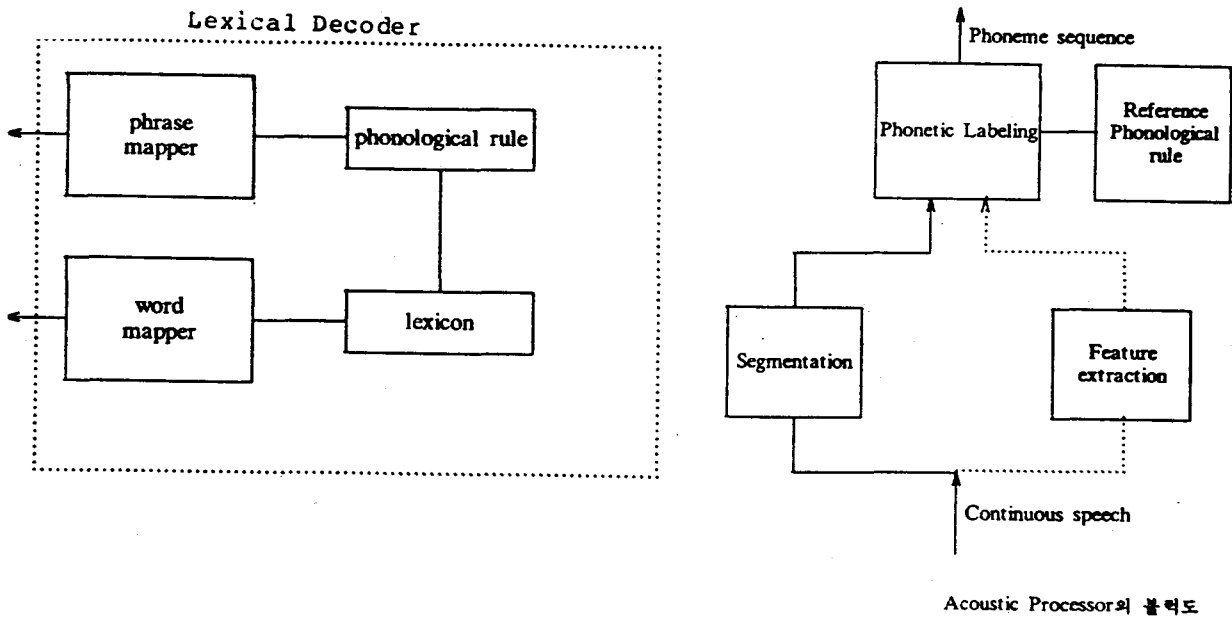 Lexical Decoder
phrase
mapper
phonological rule
word
mapper
lexicon
Phoneme sequence
Phonetic Labeling
Reference
Phonological
rule
Segmentation
Feature
extraction
Continuous speech
Acoustic Processor의 블럭도